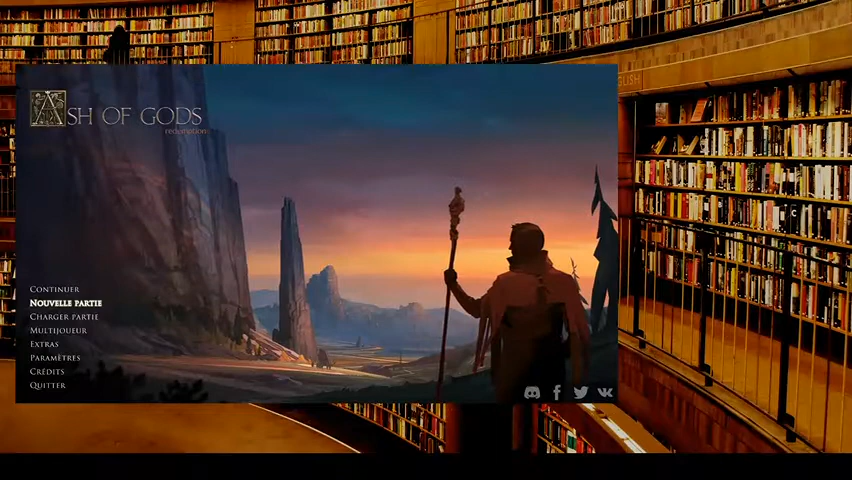 ASH OF GODS
redemption
CONTINUER
NOUVELLE PARTIE
CHARGER PARTIE
MULTIJOUEUR
EXTRAS
PARAMÈTRES
CRÉDITS
QUITTER